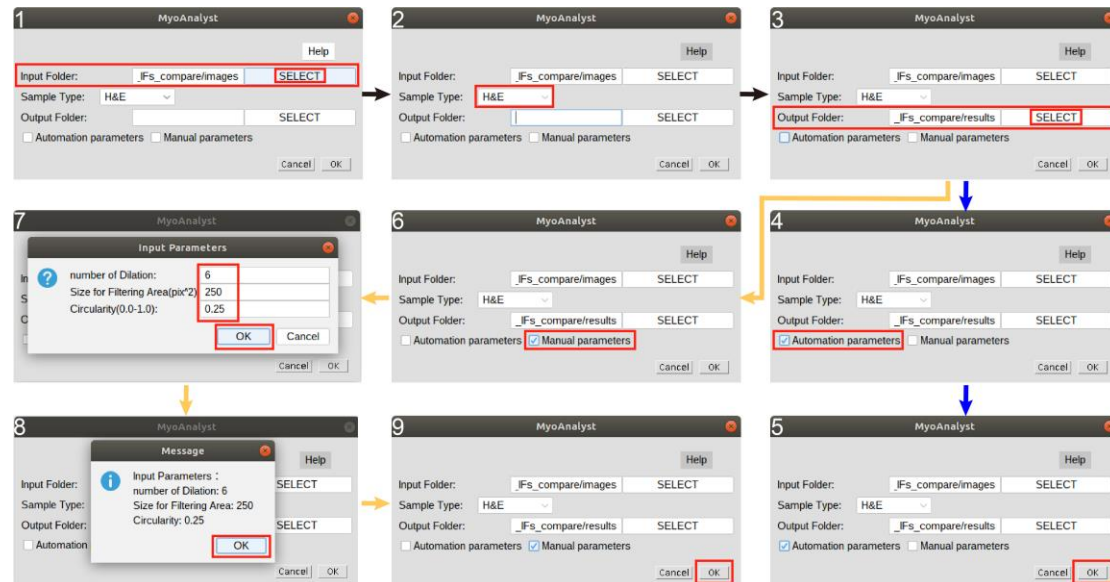 1
MyoAnalyst
Help
Input Folder: _IFs_compare/images SELECT
Sample Type: H&E
Output Folder: SELECT
Automation parameters Manual parameters
Cancel OK
2
MyoAnalyst
Help
Input Folder: _IFs_compare/images SELECT
Sample Type: H&E
Output Folder: SELECT
Automation parameters Manual parameters
Cancel OK
3
MyoAnalyst
Help
Input Folder: _IFs_compare/images SELECT
Sample Type: H&E
Output Folder: _IFs_compare/results SELECT
Automation parameters Manual parameters
Cancel OK
7
MyoAnalyst
Input Parameters
In
number of Dilation: 6
S
Size for Filtering Area(pix^2) 250
C
Circularity(0.0-1.0): 0.25
OK Cancel
Cancel OK
6
MyoAnalyst
Help
Input Folder: _IFs_compare/images SELECT
Sample Type: H&E
Output Folder: _IFs_compare/results SELECT
Automation parameters Manual parameters
Cancel OK
4
MyoAnalyst
Help
Input Folder: _IFs_compare/images SELECT
Sample Type: H&E
Output Folder: _IFs_compare/results SELECT
Automation parameters Manual parameters
Cancel OK
8
MyoAnalyst
Message
Help
Input Folder: SELECT
Sample Type:
Output Folder: SELECT
Automation
Input Parameters :
number of Dilation: 6
Size for Filtering Area: 250
Circularity: 0.25
OK
Cancel OK
9
MyoAnalyst
Help
Input Folder: _IFs_compare/images SELECT
Sample Type: H&E
Output Folder: _IFs_compare/results SELECT
Automation parameters Manual parameters
Cancel OK
5
MyoAnalyst
Help
Input Folder: _IFs_compare/images SELECT
Sample Type: H&E
Output Folder: _IFs_compare/results SELECT
Automation parameters Manual parameters
Cancel OK